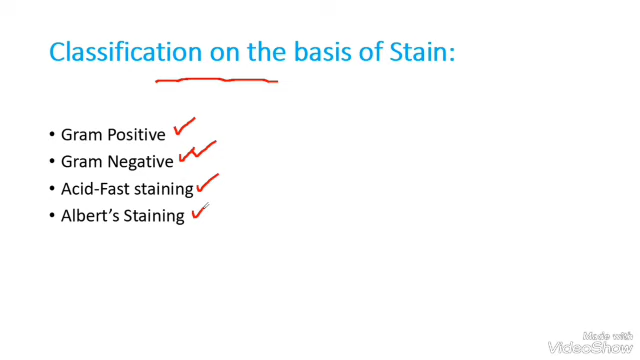 Classification on the basis of Stain:
• Gram Positive
• Gram Negative
• Acid-Fast staining
• Albert's Staining
Made with
VideoShow